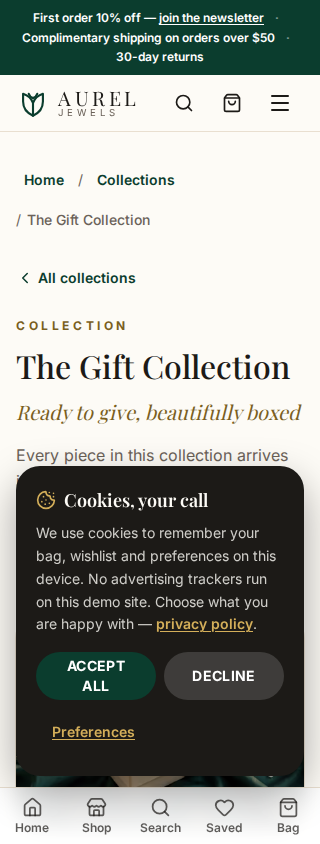 First order 10% off — join the newsletter ·
Complimentary shipping on orders over $50 ·
30-day returns
AUREL
JEWELS
Home / Collections
/ The Gift Collection
All collections
COLLECTION
The Gift Collection
Ready to give, beautifully boxed
Every piece in this collection arrives
Cookies, your call
We use cookies to remember your
bag, wishlist and preferences on this
device. No advertising trackers run
on this demo site. Choose what you
are happy with — privacy policy.
ACCEPT
ALL
DECLINE
Preferences
Home Shop Search Saved Bag